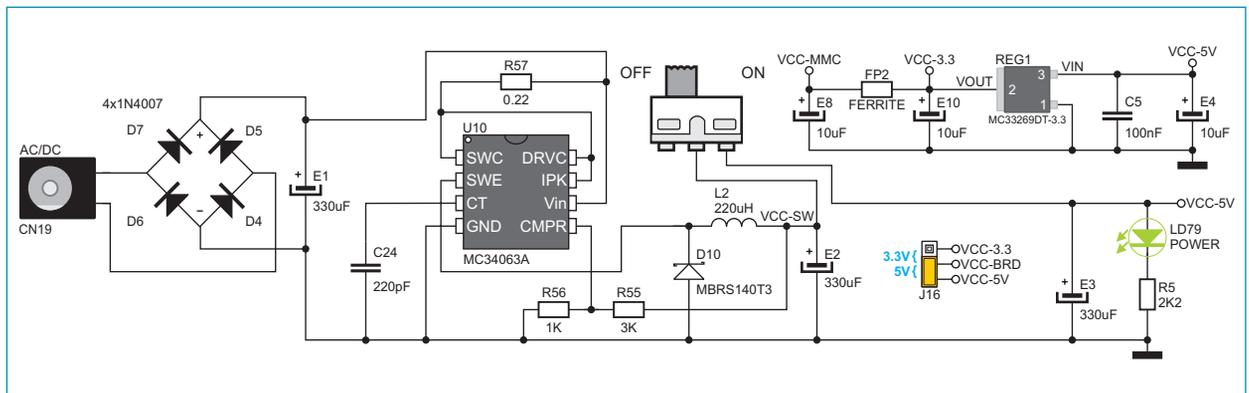 AC/DC
CN19
4x1N4007
D7
D5
D6
D4
+
–
+
E1
330uF
C24
220pF
R57
0.22
U10
SWC
DRVC
SWE
IPK
CT
Vin
GND
CMPR
MC34063A
R56
1K
R55
3K
OFF
ON
L2
220uH
VCC-SW
D10
MBRS140T3
+
E2
330uF
VCC-MMC
FP2
FERRITE
VCC-3.3
+
E8
10uF
+
E10
10uF
REG1
VOUT
VIN
3
2
1
MC33269DT-3.3
C5
100nF
VCC-5V
+
E4
10uF
3.3V{
5V{
VCC-3.3
VCC-BRD
VCC-5V
J16
+
E3
330uF
VCC-5V
LD79
POWER
R5
2K2